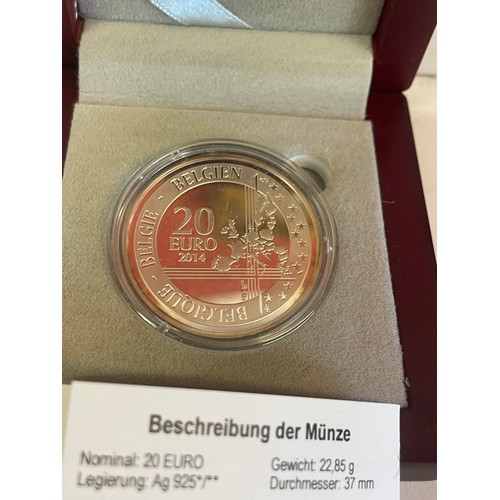 BELGIQUE - BELGIE - BELGIEN
20
EURO
2014
Beschreibung der Münze
Nominal: 20 EURO Gewicht: 22,85 g
Legierung: Ag 925*/** Durchmesser: 37 mm